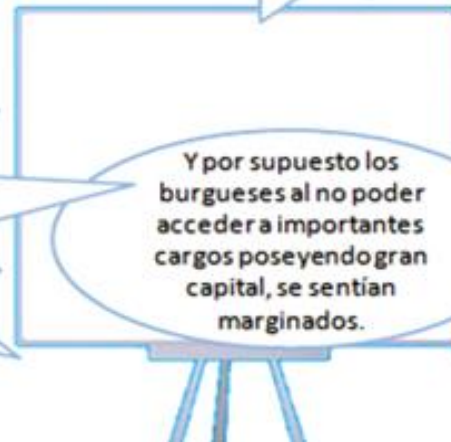 Y por supuesto los
burgueses al no poder
acceder a importantes
cargos poseyendo gran
capital, se sentían
marginados.